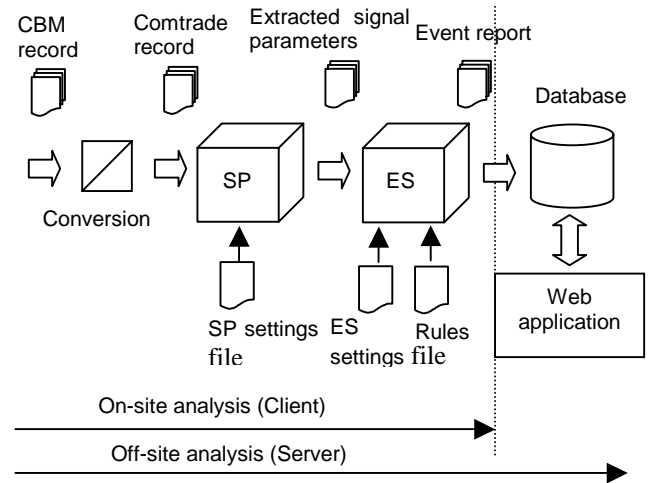 CBM
record
Comtrade
record
Extracted signal
parameters
Event report
Database
SP
ES
Conversion
SP settings
file
ES
settings
Rules
file
Web
application
On-site analysis (Client)
Off-site analysis (Server)